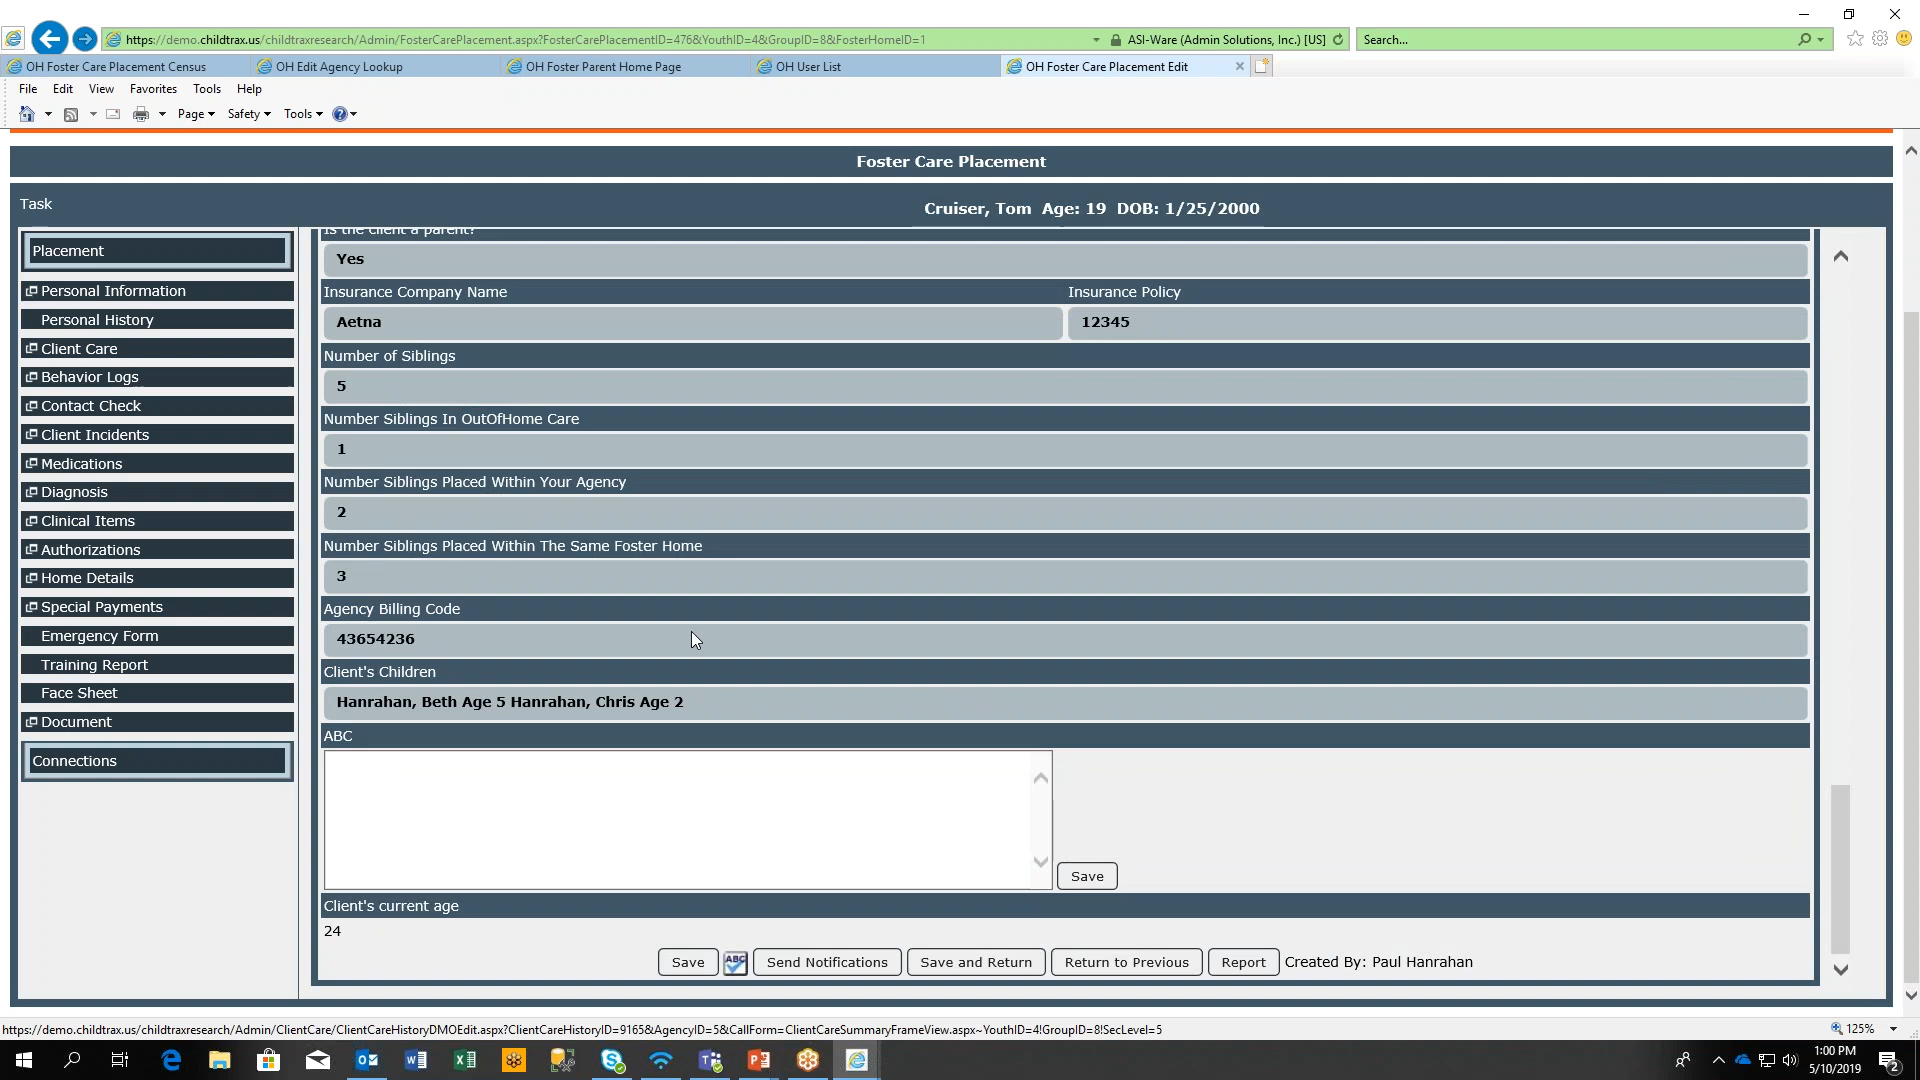 https://demo.childtrax.us/childtraxresearch/Admin/FosterCarePlacement.aspx?FosterCarePlacementID=476&YouthID=4&GroupID=8&FosterHomeID=1
ASI-Ware (Admin Solutions, Inc.) [US]
Search...
OH Foster Care Placement Census
OH Edit Agency Lookup
OH Foster Parent Home Page
OH User List
OH Foster Care Placement Edit
File Edit View Favorites Tools Help
Page Safety Tools
Foster Care Placement
Task
Cruiser, Tom Age: 19 DOB: 1/25/2000
Placement
Personal Information
Personal History
Client Care
Behavior Logs
Contact Check
Client Incidents
Medications
Diagnosis
Clinical Items
Authorizations
Home Details
Special Payments
Emergency Form
Training Report
Face Sheet
Document
Connections
Is the client a parent?
Yes
Insurance Company Name Insurance Policy
Aetna 12345
Number of Siblings
5
Number Siblings In OutOfHome Care
1
Number Siblings Placed Within Your Agency
2
Number Siblings Placed Within The Same Foster Home
3
Agency Billing Code
43654236
Client's Children
Hanrahan, Beth Age 5 Hanrahan, Chris Age 2
ABC
Save
Client's current age
24
Save ABC Send Notifications Save and Return Return to Previous Report Created By: Paul Hanrahan
https://demo.childtrax.us/childtraxresearch/Admin/ClientCare/ClientCareHistoryDMOEdit.aspx?ClientCareHistoryID=9165&AgencyID=5&CallForm=ClientCareSummaryFrameView.aspx~YouthID=4!GroupID=8!SecLevel=5
125%
1:00 PM
5/10/2019
2